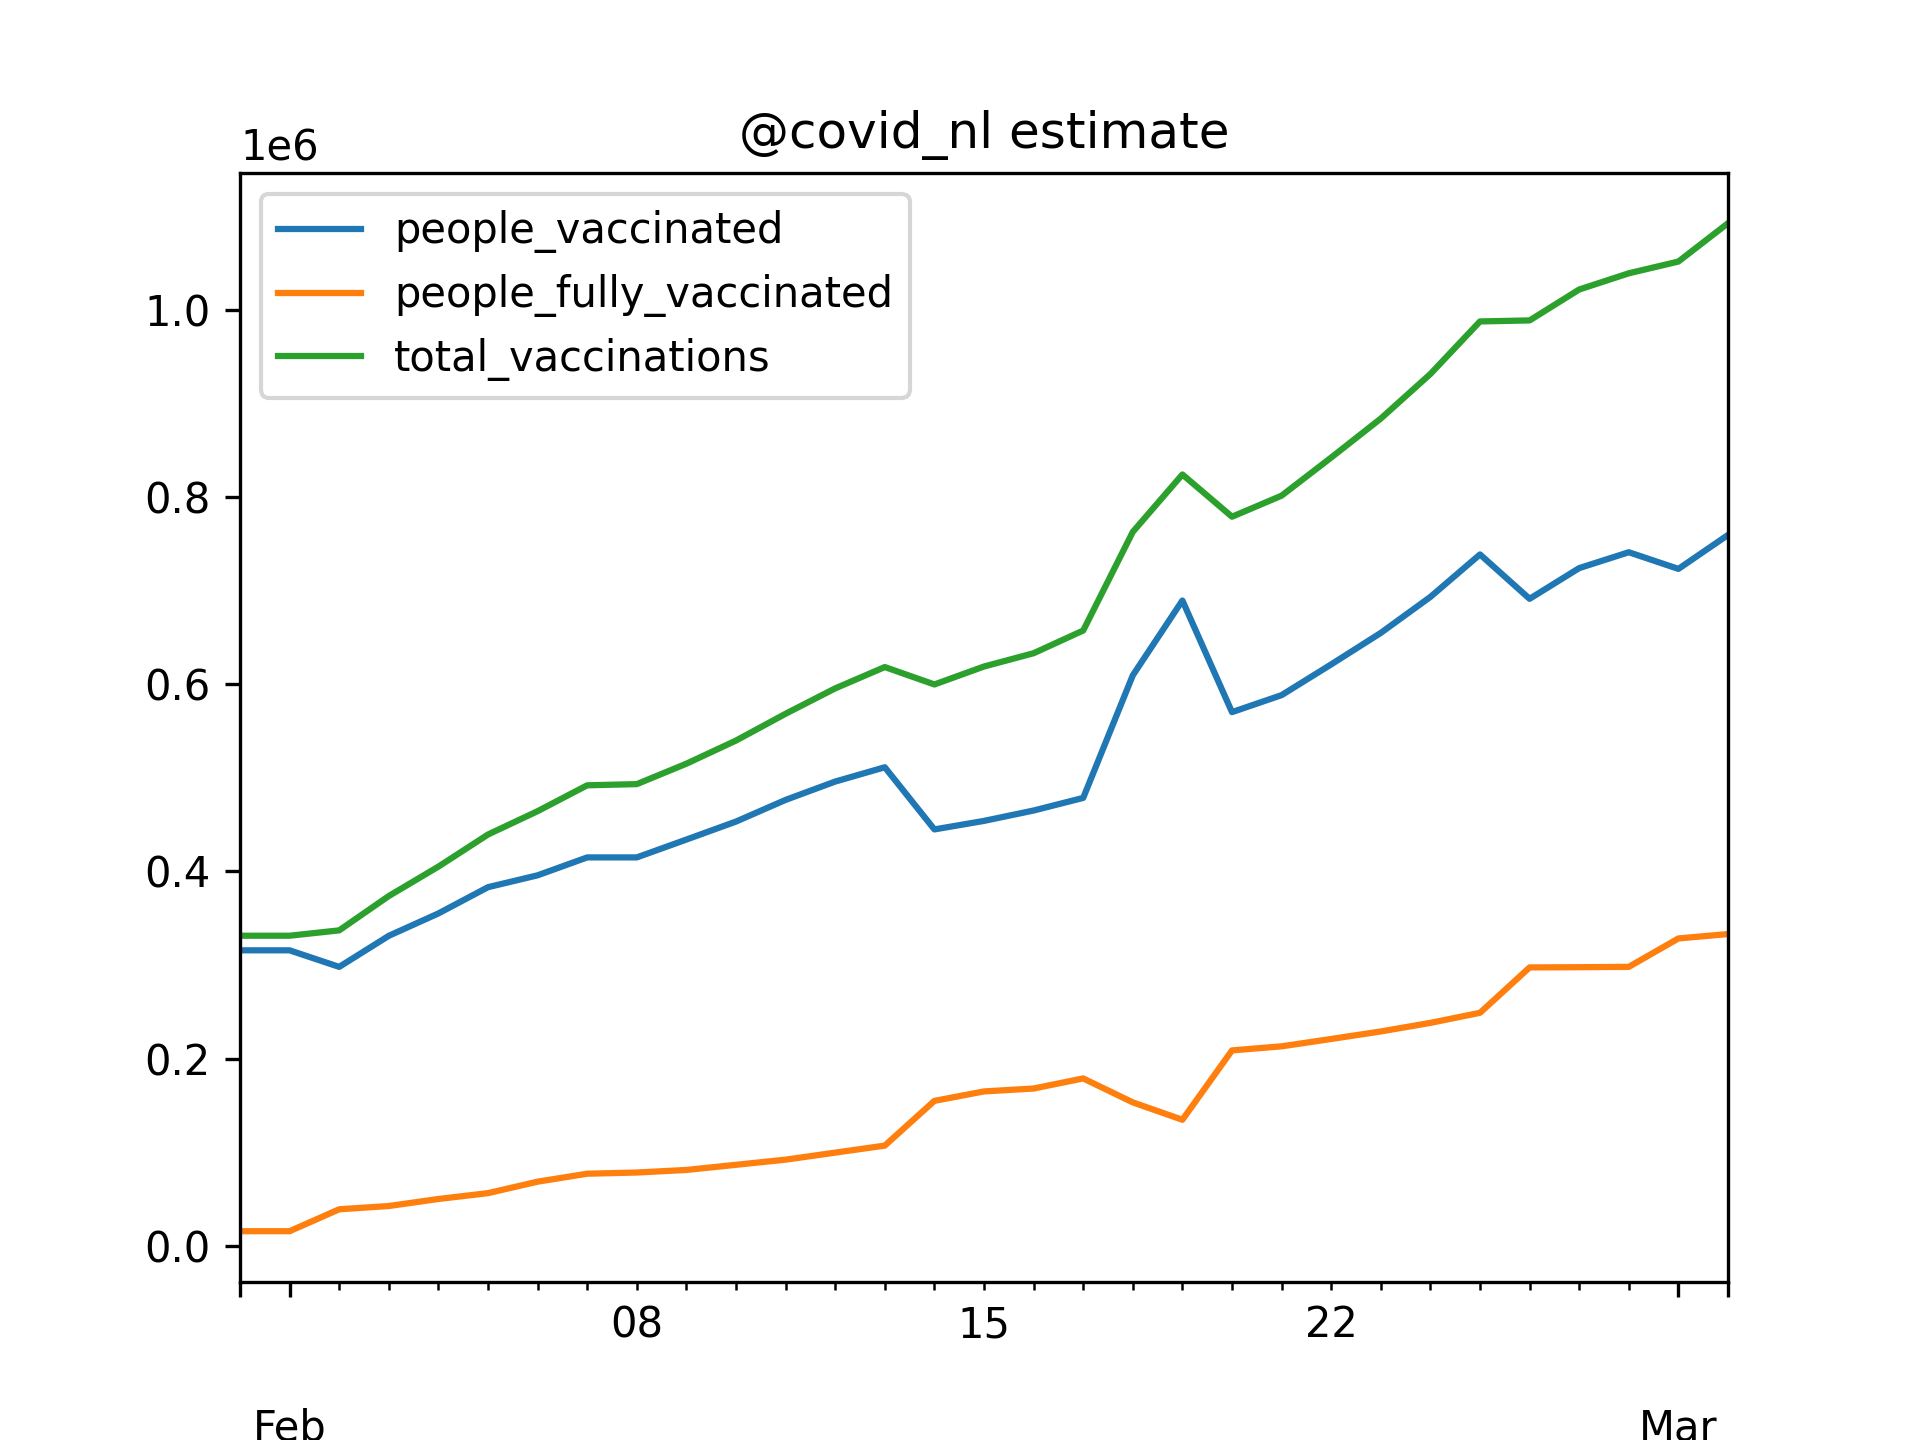 @covid_nl estimate
1e6
people_vaccinated
people_fully_vaccinated
total_vaccinations
1.0
0.8
0.6
0.4
0.2
0.0
08 15 22
Feb Mar